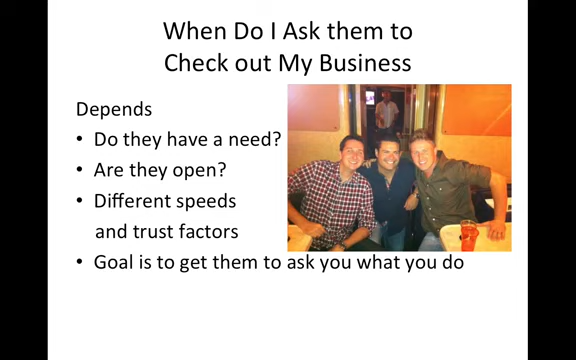 When Do I Ask them to
Check out My Business
Depends
• Do they have a need?
• Are they open?
• Different speeds
and trust factors
• Goal is to get them to ask you what you do